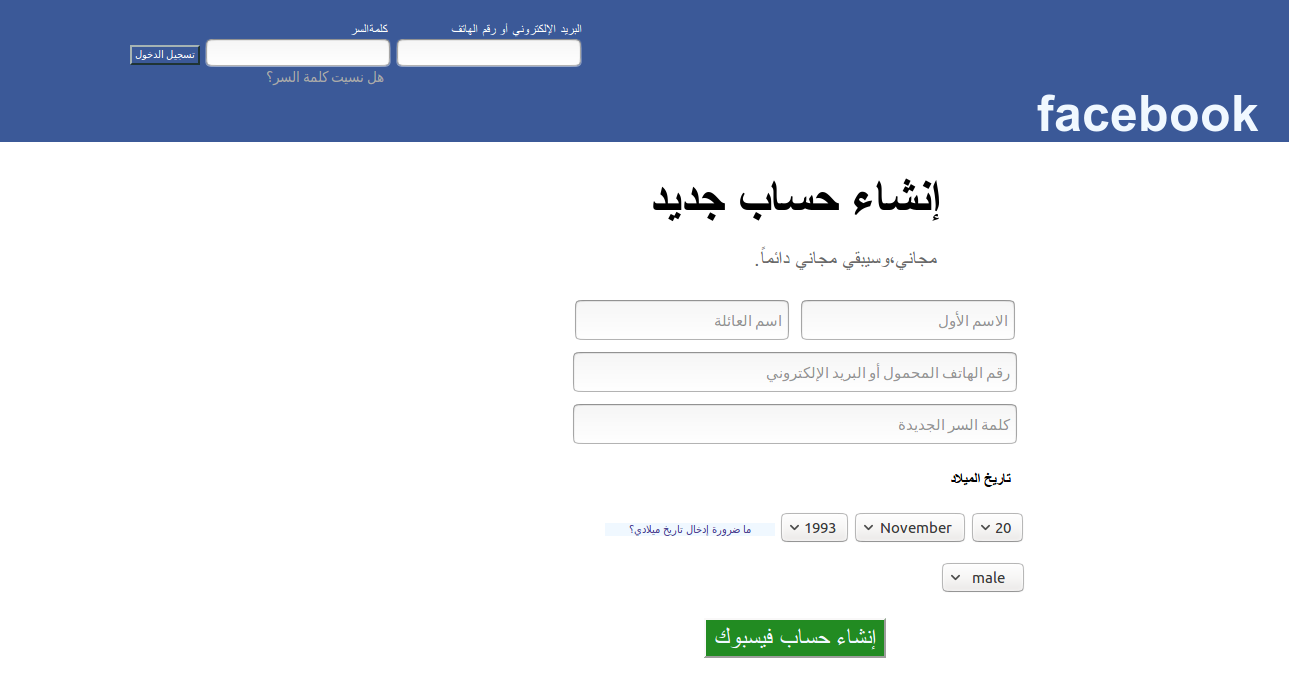 البريد الإلكتروني أو رقم الهاتف
كلمةالسر
تسجيل الدخول
هل نسيت كلمة السر؟
facebook
إنشاء حساب جديد
مجاني،وسيبقي مجاني دائماً.
الاسم الأول
اسم العائلة
رقم الهاتف المحمول أو البريد الإلكتروني
كلمة السر الجديدة
تاريخ الميلاد
20 November 1993 ما ضرورة إدخال تاريخ ميلادي؟
male
إنشاء حساب فيسبوك